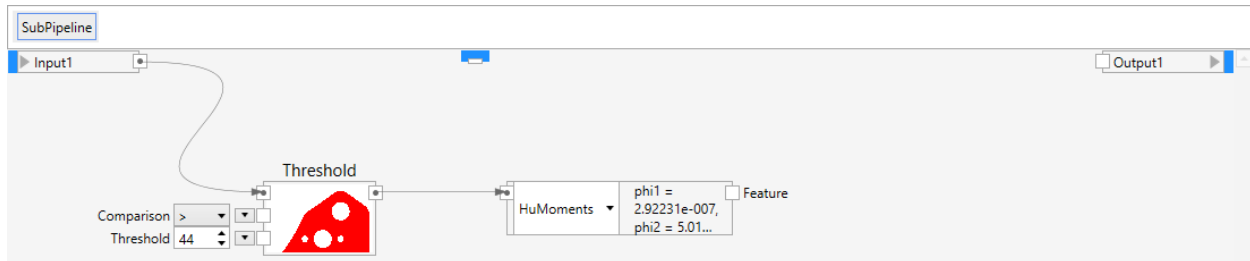 SubPipeline
Input1
Output1
Threshold
Comparison >
Threshold 44
HuMoments
phi1 =
2.92231e-007,
phi2 = 5.01...
Feature